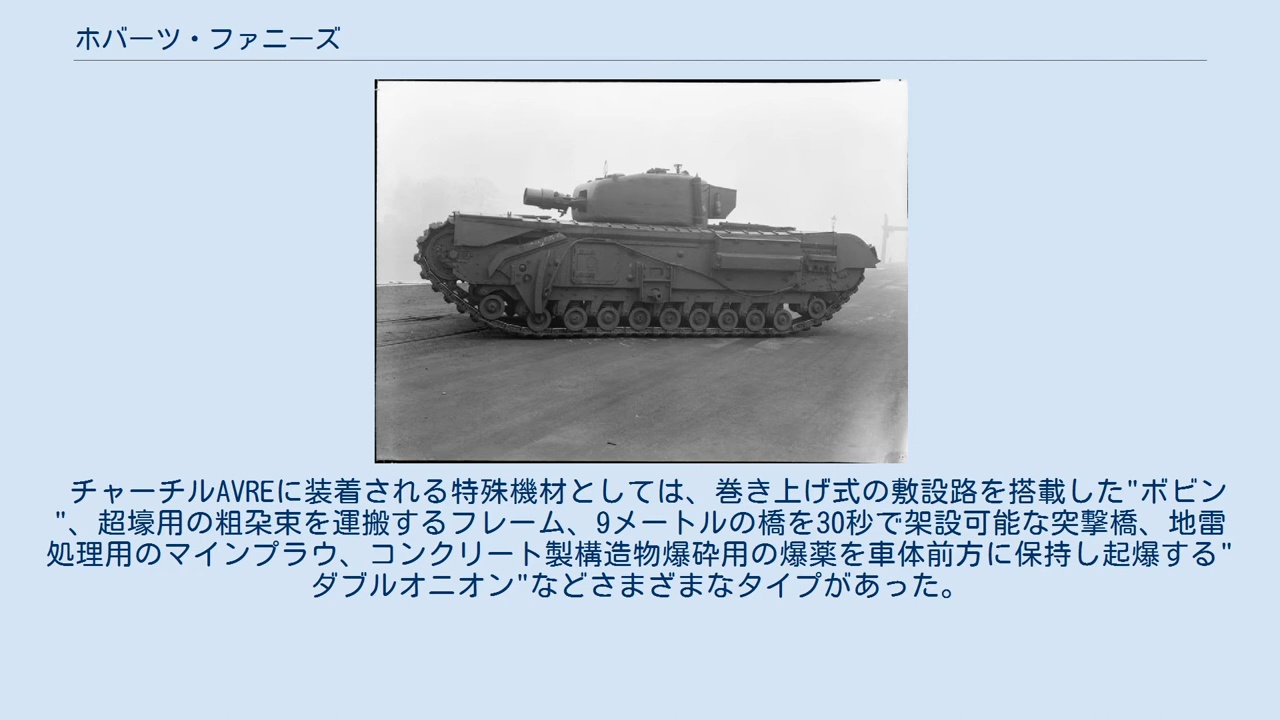 ホバーツ・ファニーズ
チャーチルAVREに装着される特殊機材としては、巻き上げ式の敷設路を搭載した"ボビン
"、超壕用の粗朶束を運搬するフレーム、9メートルの橋を30秒で架設可能な突撃橋、地雷
処理用のマインプラウ、コンクリート製構造物爆砕用の爆薬を車体前方に保持し起爆する"
ダブルオニオン"などさまざまなタイプがあった。